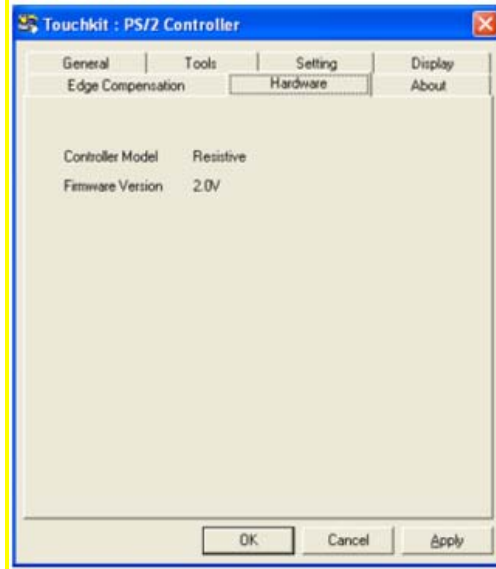 Touchkit : PS/2 Controller
General Tools Setting Display
Edge Compensation Hardware About
Controller Model Resistive
Firmware Version 2.0V
OK Cancel Apply